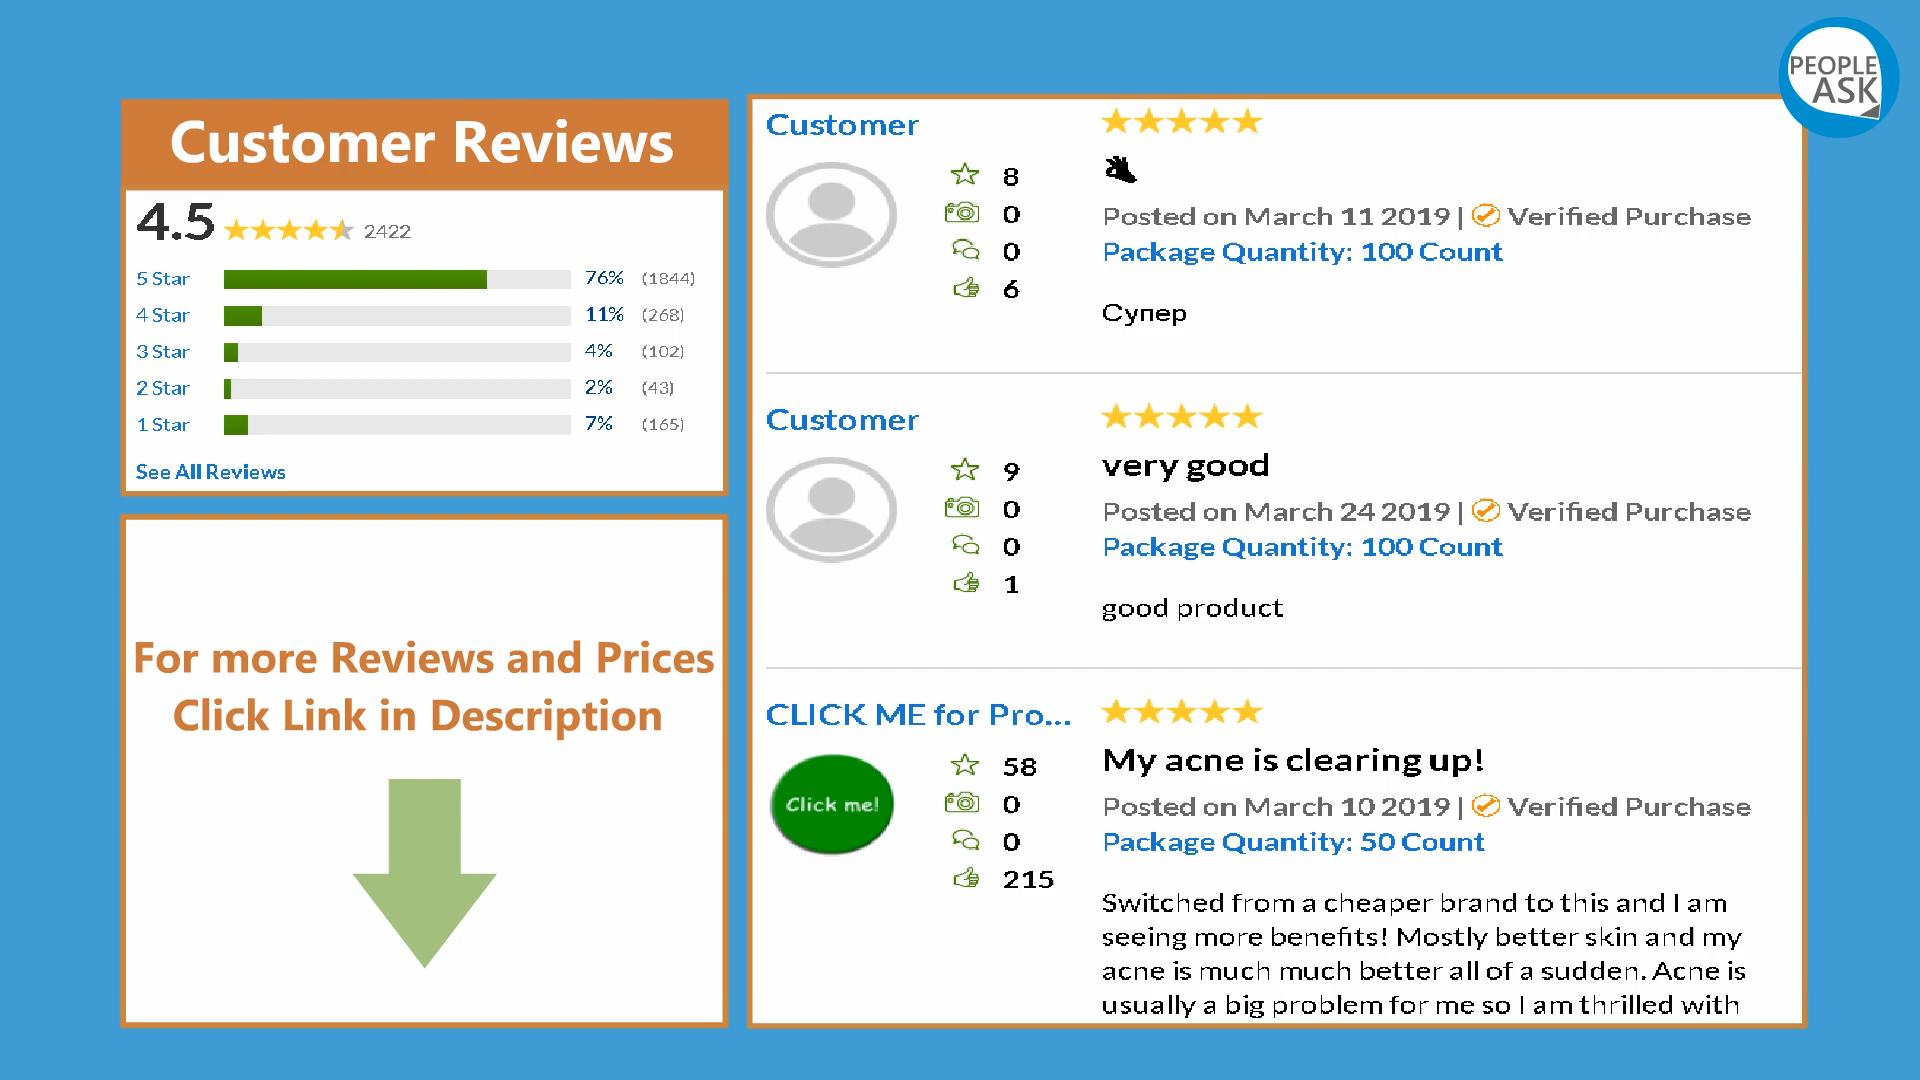 PEOPLE
ASK
Customer Reviews
4.5 2422
5 Star 76% (1844)
4 Star 11% (268)
3 Star 4% (102)
2 Star 2% (43)
1 Star 7% (165)
See All Reviews
For more Reviews and Prices
Click Link in Description
Customer
8
0
0
6
Posted on March 11 2019 | Verified Purchase
Package Quantity: 100 Count
Супер
Customer
9
0
0
1
very good
Posted on March 24 2019 | Verified Purchase
Package Quantity: 100 Count
good product
CLICK ME for Pro...
Click me!
58
0
0
215
My acne is clearing up!
Posted on March 10 2019 | Verified Purchase
Package Quantity: 50 Count
Switched from a cheaper brand to this and I am
seeing more benefits! Mostly better skin and my
acne is much much better all of a sudden. Acne is
usually a big problem for me so I am thrilled with